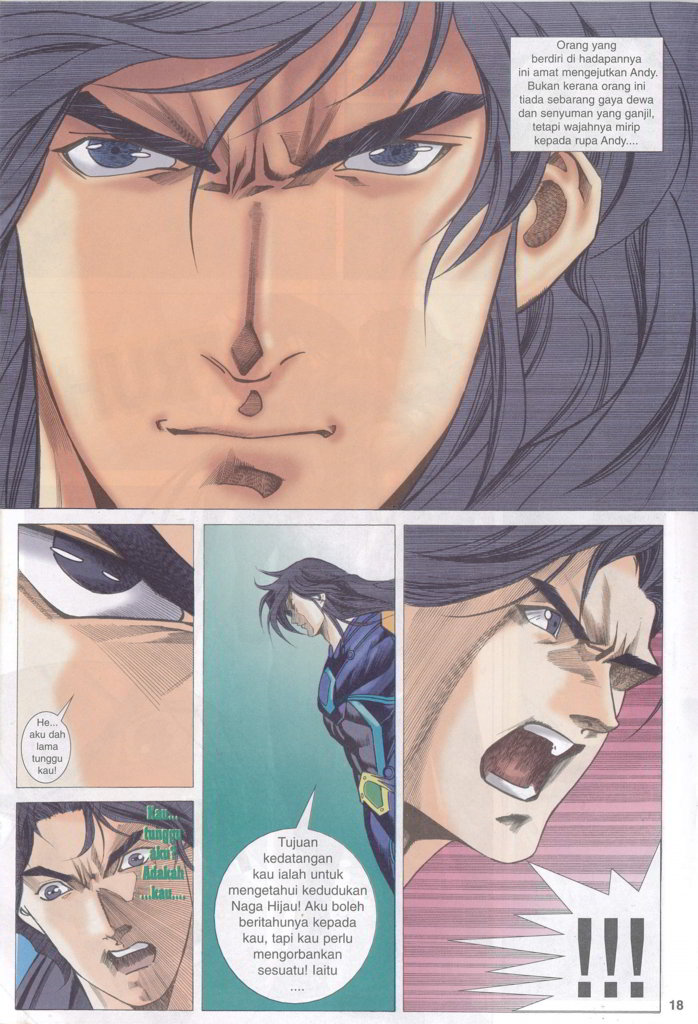 Orang yang
berdiri di hadapannya
ini amat mengejutkan Andy.
Bukan kerana orang ini
tiada sebarang gaya dewa
dan senyuman yang ganjil,
tetapi wajahnya mirip
kepada rupa Andy....
He...
aku dah
lama
tunggu
kau!
Kau...
tunggu
aku?
Adakah
...kau....
Tujuan
kedatangan
kau ialah untuk
mengetahui kedudukan
Naga Hijau! Aku boleh
beritahunya kepada
kau, tapi kau perlu
mengorbankan
sesuatu! Iaitu
....
!!!
18